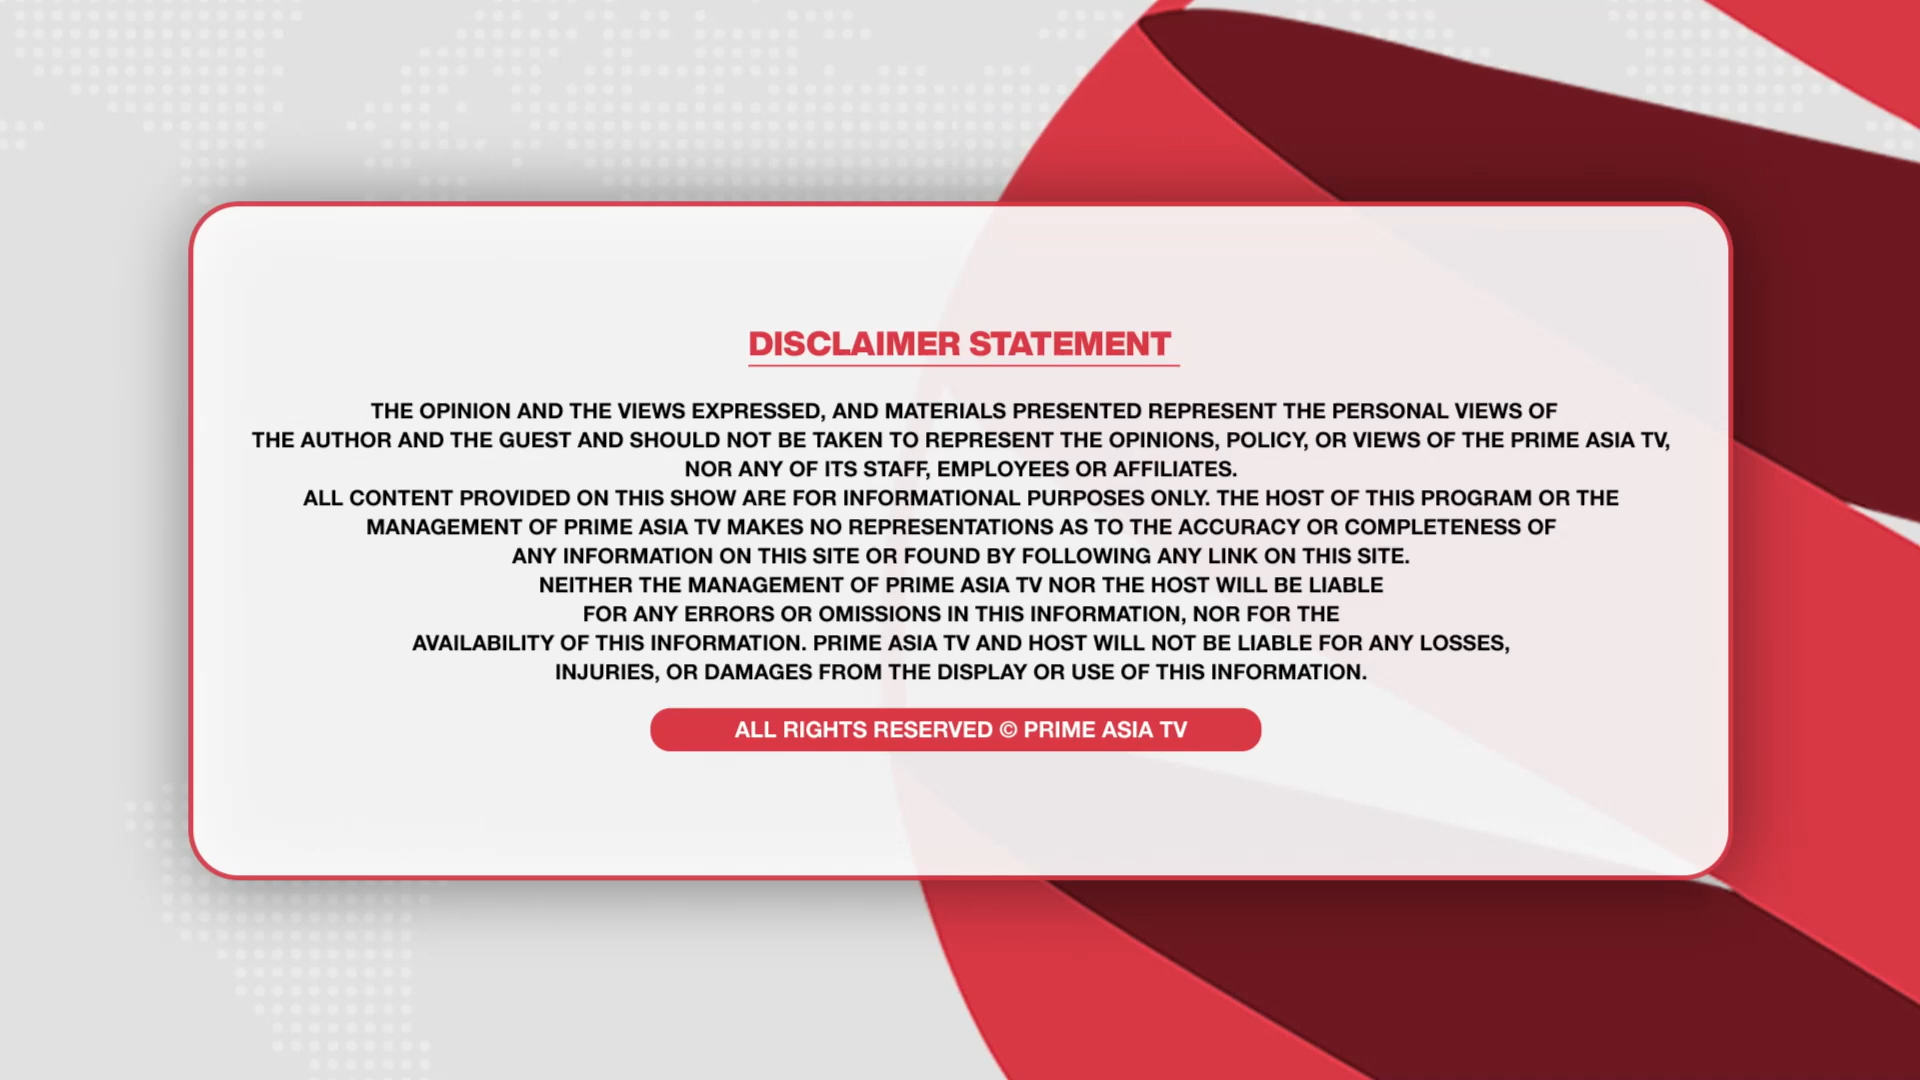 DISCLAIMER STATEMENT
THE OPINION AND THE VIEWS EXPRESSED, AND MATERIALS PRESENTED REPRESENT THE PERSONAL VIEWS OF
THE AUTHOR AND THE GUEST AND SHOULD NOT BE TAKEN TO REPRESENT THE OPINIONS, POLICY, OR VIEWS OF THE PRIME ASIA TV,
NOR ANY OF ITS STAFF, EMPLOYEES OR AFFILIATES.
ALL CONTENT PROVIDED ON THIS SHOW ARE FOR INFORMATIONAL PURPOSES ONLY. THE HOST OF THIS PROGRAM OR THE
MANAGEMENT OF PRIME ASIA TV MAKES NO REPRESENTATIONS AS TO THE ACCURACY OR COMPLETENESS OF
ANY INFORMATION ON THIS SITE OR FOUND BY FOLLOWING ANY LINK ON THIS SITE.
NEITHER THE MANAGEMENT OF PRIME ASIA TV NOR THE HOST WILL BE LIABLE
FOR ANY ERRORS OR OMISSIONS IN THIS INFORMATION, NOR FOR THE
AVAILABILITY OF THIS INFORMATION. PRIME ASIA TV AND HOST WILL NOT BE LIABLE FOR ANY LOSSES,
INJURIES, OR DAMAGES FROM THE DISPLAY OR USE OF THIS INFORMATION.
ALL RIGHTS RESERVED © PRIME ASIA TV